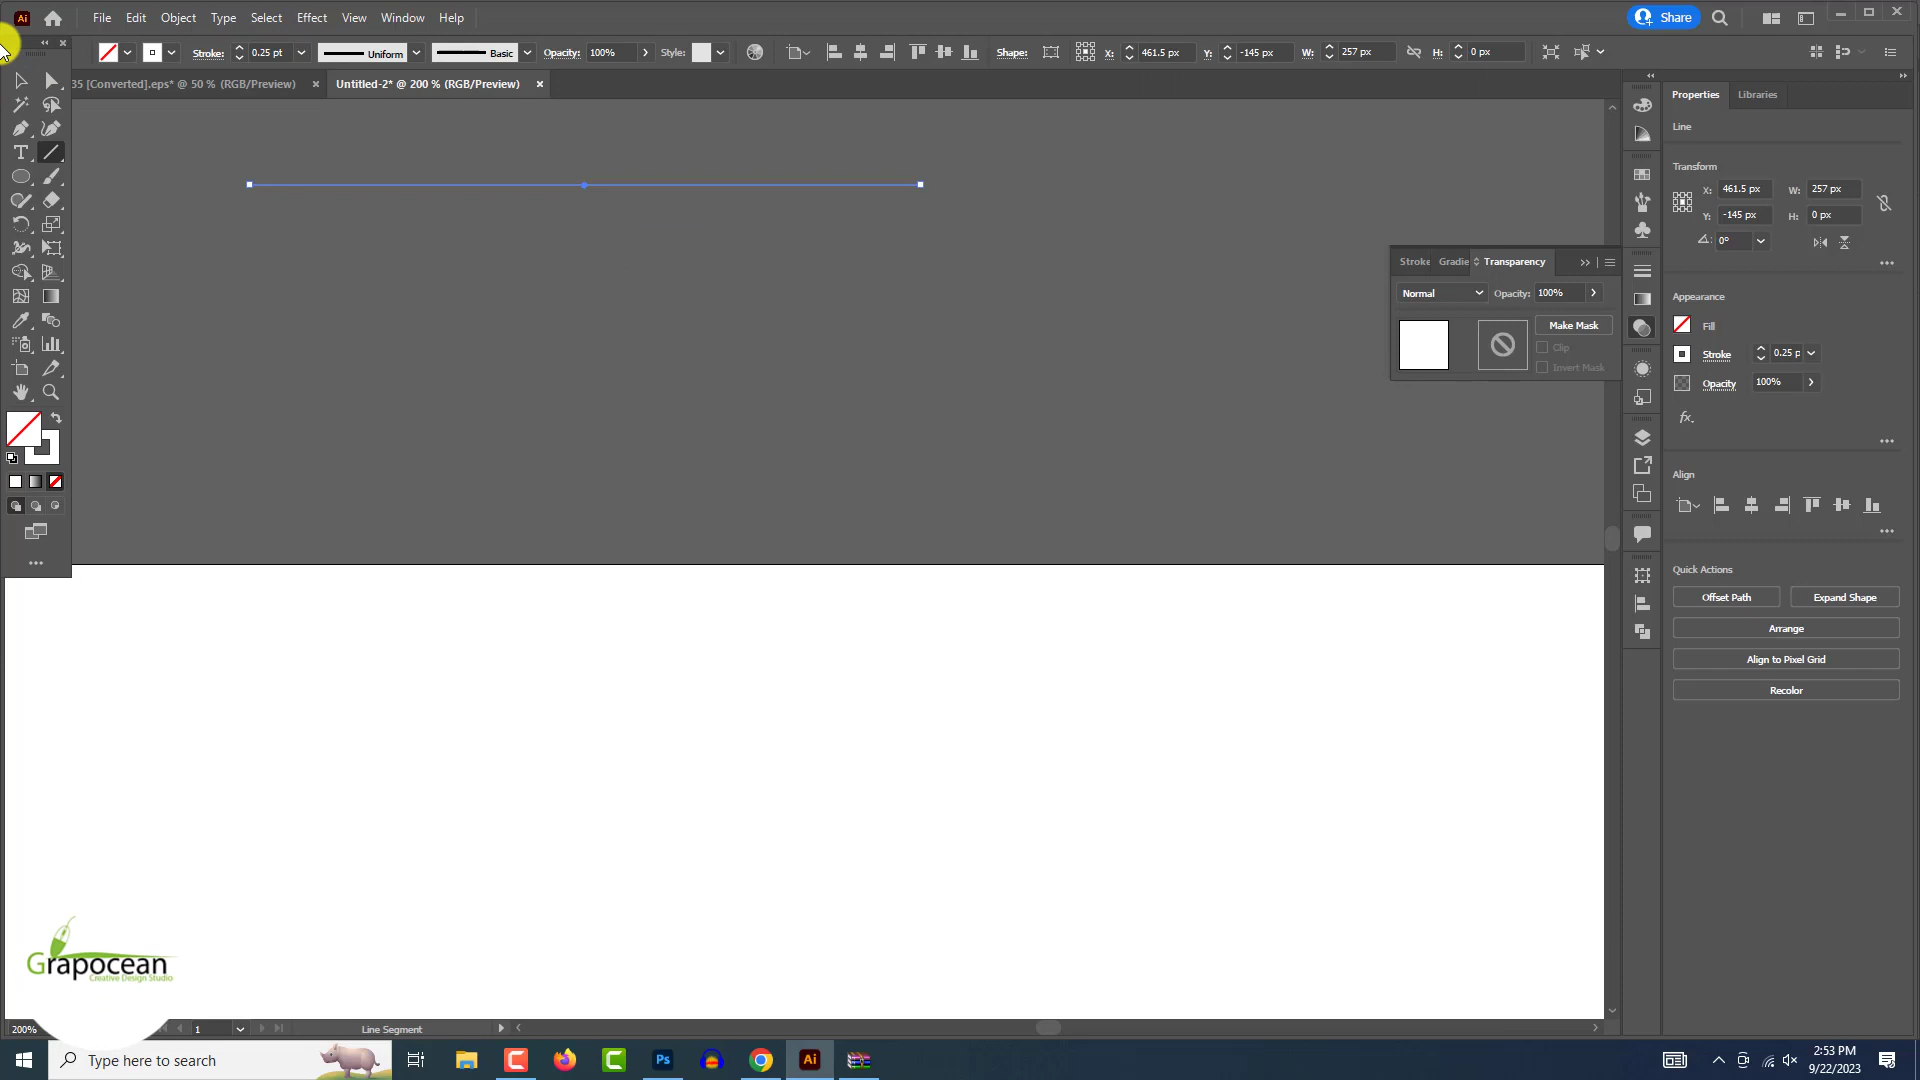 Ai File Edit Object Type Select Effect View Window Help Share
Stroke: 0.25 pt Uniform Basic Opacity: 100% Style: Shape: X: 461.5 px Y: -145 px W: 257 px H: 0 px
35 [Converted].eps* @ 50 % (RGB/Preview) × Untitled-2* @ 200 % (RGB/Preview) ×
Properties Libraries
Line
Transform
X: 461.5 px W: 257 px
Y: -145 px H: 0 px
0°
Stroke Gradie Transparency
Normal Opacity: 100%
Make Mask
Clip
Invert Mask
Appearance
Fill
Stroke 0.25 p
Opacity 100%
fx.
Align
Quick Actions
Offset Path Expand Shape
Arrange
Align to Pixel Grid
Recolor
Grapocean
Creative Design Studio
200% 1 Line Segment
Type here to search Ps Ai
2:53 PM
9/22/2023